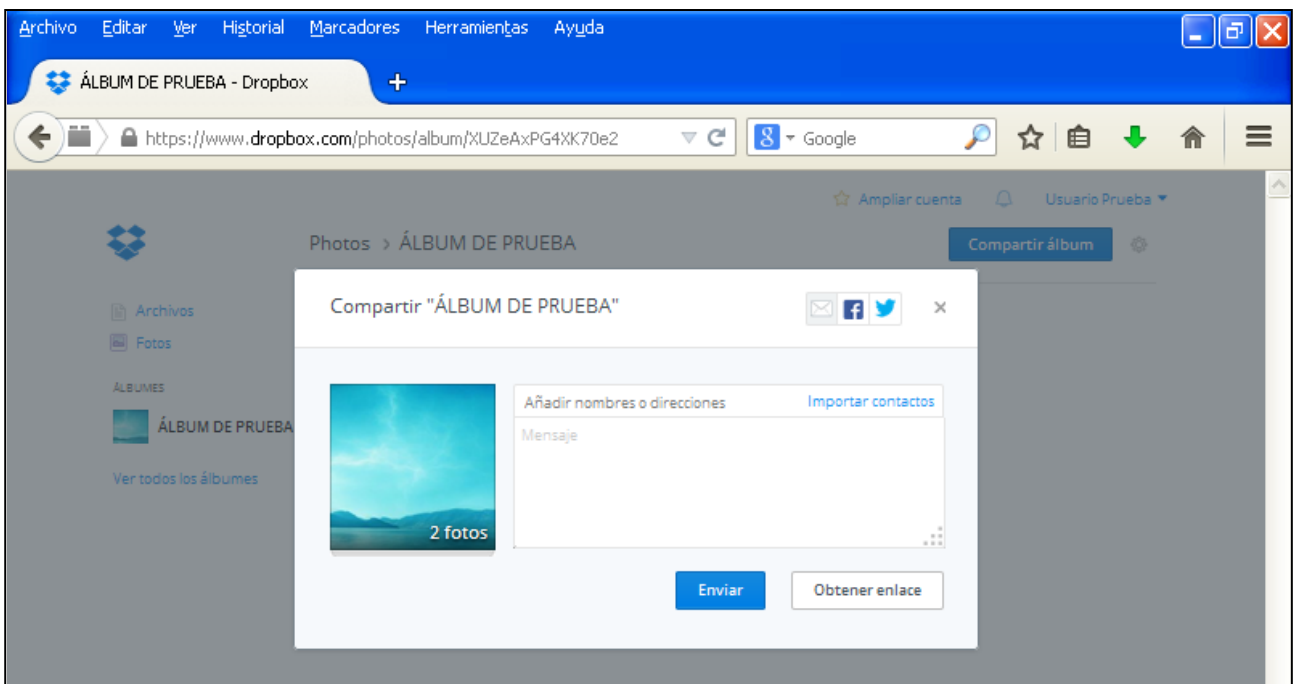 Archivo Editar Ver Historial Marcadores Herramientas Ayuda
ÁLBUM DE PRUEBA - Dropbox
https://www.dropbox.com/photos/album/XUZeAxPG4XK70e2
8 Google
Ampliar cuenta Usuario Prueba
Photos > ÁLBUM DE PRUEBA
Compartir álbum
Compartir "ÁLBUM DE PRUEBA"
Archivos
Fotos
ÁLBUMES
ÁLBUM DE PRUEBA
Ver todos los álbumes
Añadir nombres o direcciones Importar contactos
Mensaje
2 fotos
Enviar Obtener enlace